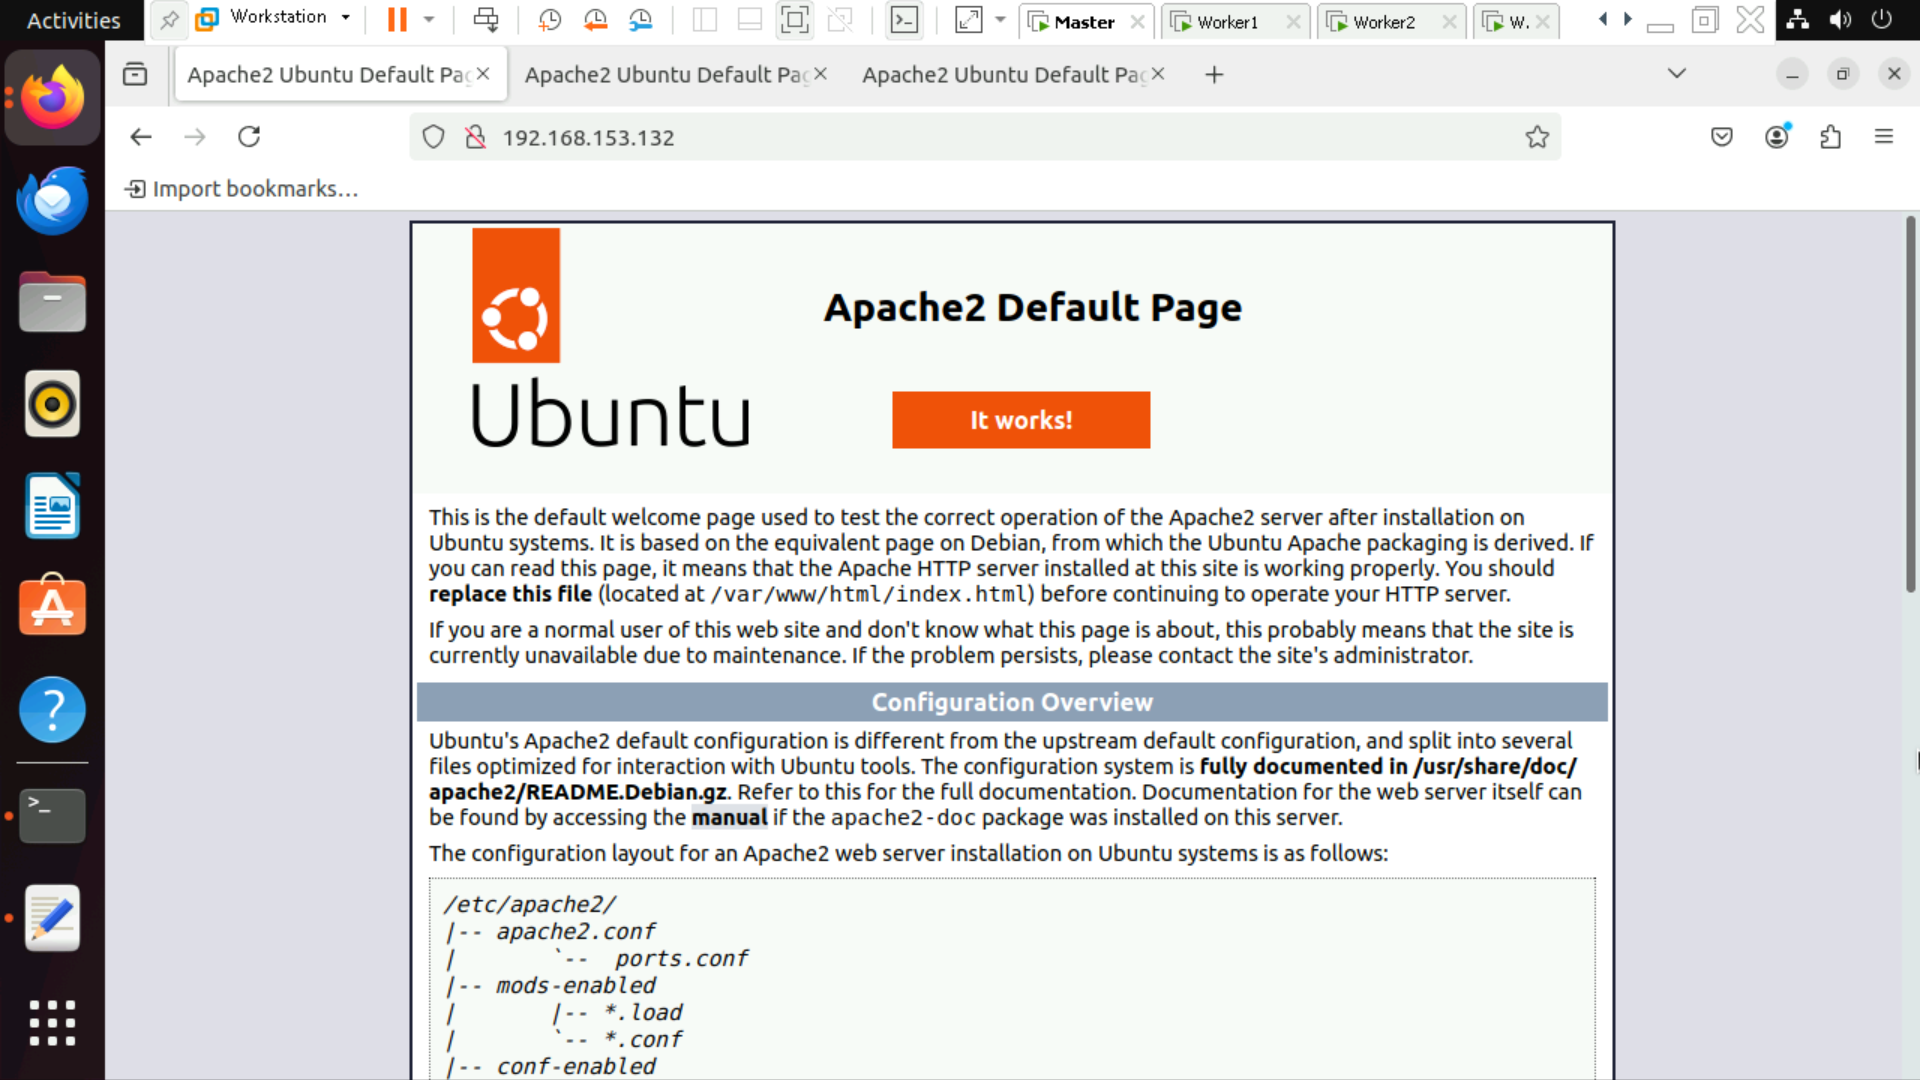 Activities
Workstation
Master
Worker1
Worker2
W.
Apache2 Ubuntu Default Pag
Apache2 Ubuntu Default Pag
Apache2 Ubuntu Default Pag
192.168.153.132
Import bookmarks…
Apache2 Default Page
Ubuntu
It works!
This is the default welcome page used to test the correct operation of the Apache2 server after installation on
Ubuntu systems. It is based on the equivalent page on Debian, from which the Ubuntu Apache packaging is derived. If
you can read this page, it means that the Apache HTTP server installed at this site is working properly. You should
replace this file (located at /var/www/html/index.html) before continuing to operate your HTTP server.
If you are a normal user of this web site and don't know what this page is about, this probably means that the site is
currently unavailable due to maintenance. If the problem persists, please contact the site's administrator.
Configuration Overview
Ubuntu's Apache2 default configuration is different from the upstream default configuration, and split into several
files optimized for interaction with Ubuntu tools. The configuration system is fully documented in /usr/share/doc/
apache2/README.Debian.gz. Refer to this for the full documentation. Documentation for the web server itself can
be found by accessing the manual if the apache2-doc package was installed on this server.
The configuration layout for an Apache2 web server installation on Ubuntu systems is as follows:
/etc/apache2/
|-- apache2.conf
|       `--  ports.conf
|-- mods-enabled
|       |-- *.load
|       `-- *.conf
|-- conf-enabled